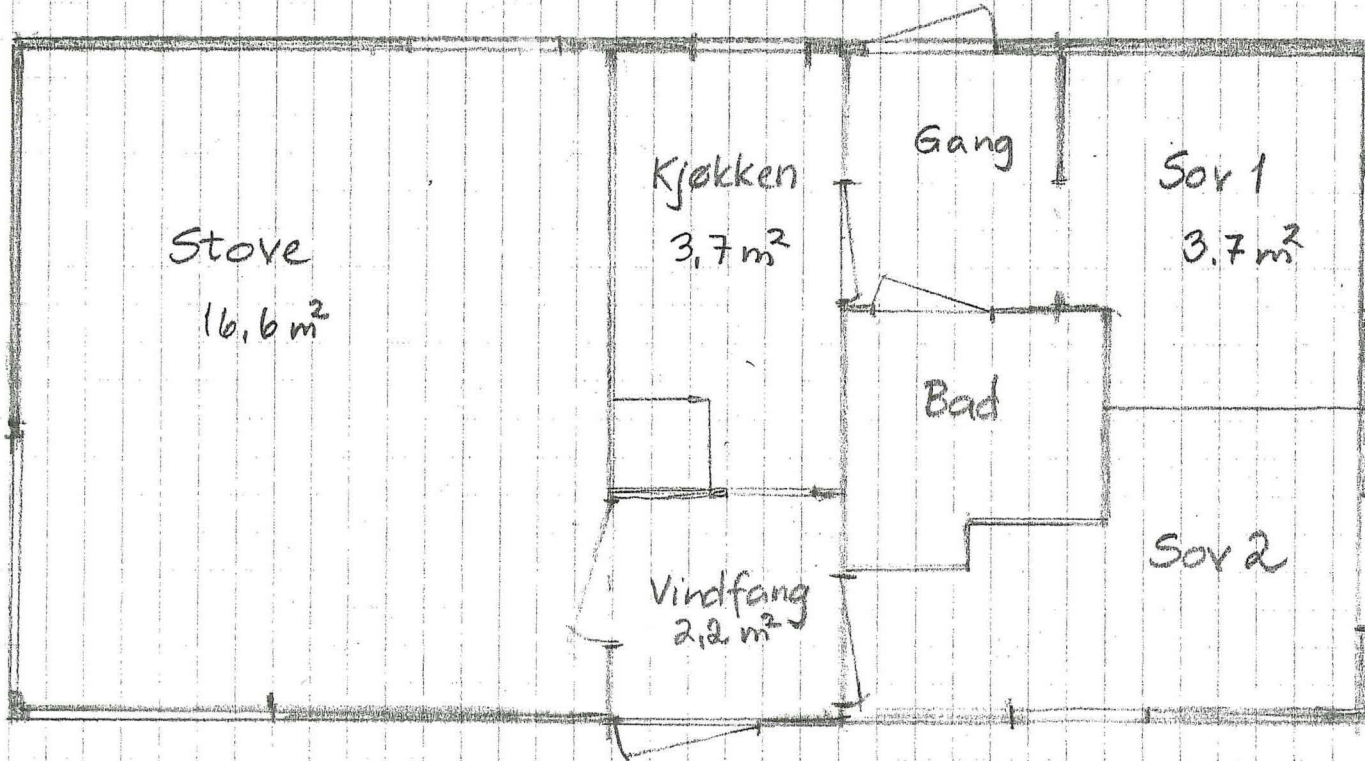 Stove
16,6 m²
Kjøkken
3,7 m²
Gang
Sov 1
3.7 m²
Bad
Vindfang
2,2 m²
Sov 2